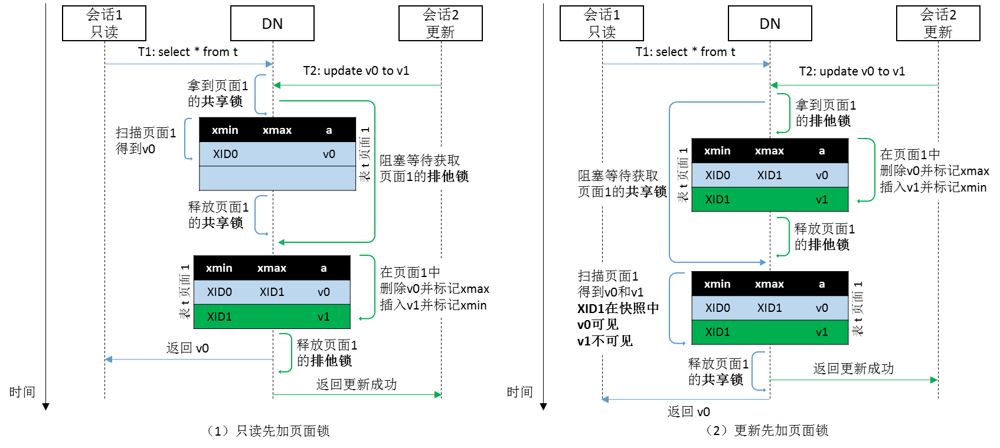 会话1
只读
DN
会话2
更新
T1: select * from t
T2: update v0 to v1
拿到页面1
的共享锁
扫描页面1
得到v0
xmin xmax a
XID0 v0
表 t 页面 1
阻塞等待获取
页面1的排他锁
释放页面1
的共享锁
xmin xmax a
XID0 XID1 v0
XID1 v1
表 t 页面 1
在页面1中
删除v0并标记xmax
插入v1并标记xmin
返回 v0
释放页面1
的排他锁
返回更新成功
时间
（1）只读先加页面锁
会话1
只读
DN
会话2
更新
T1: select * from t
T2: update v0 to v1
拿到页面1
的排他锁
阻塞等待获取
页面1的共享锁
xmin xmax a
XID0 XID1 v0
XID1 v1
表 t 页面 1
在页面1中
删除v0并标记xmax
插入v1并标记xmin
释放页面1
的排他锁
扫描页面1
得到v0和v1
XID1在快照中
v0可见
v1不可见
xmin xmax a
XID0 XID1 v0
XID1 v1
表 t 页面 1
释放页面1
的共享锁
返回更新成功
时间
返回 v0
（2）更新先加页面锁